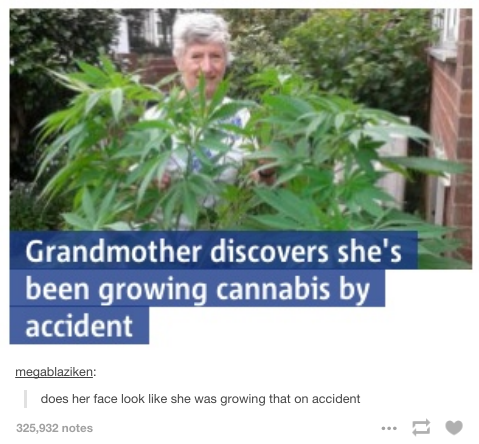 Grandmother discovers she's
been growing cannabis by
accident
megablaziken:
does her face look like she was growing that on accident
325,932 notes